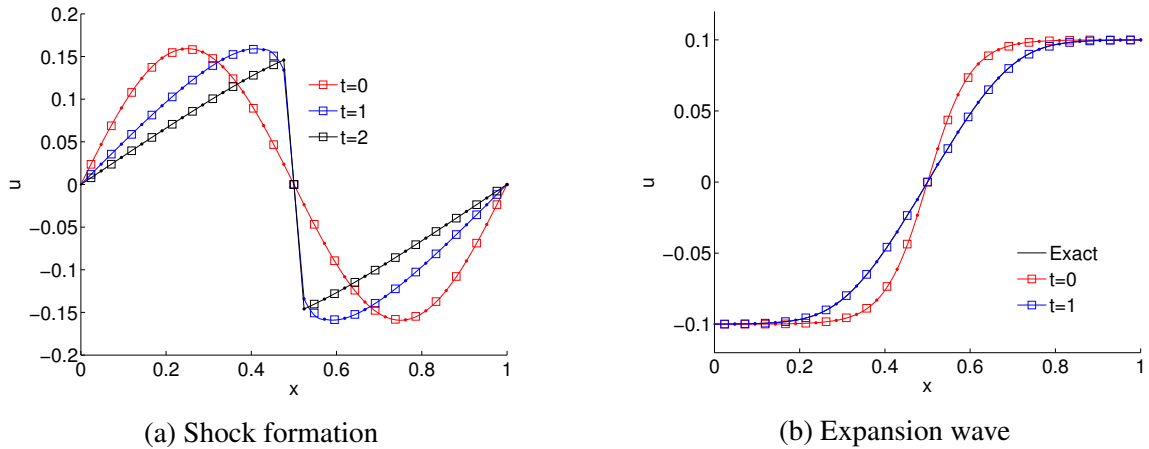 0.2
0.15
0.1
0.05
0
−0.05
−0.1
−0.15
−0.2
u
0 0.2 0.4 0.6 0.8 1
x
t=0
t=1
t=2
(a) Shock formation
0.1
0.05
0
−0.05
−0.1
u
0 0.2 0.4 0.6 0.8 1
x
Exact
t=0
t=1
(b) Expansion wave